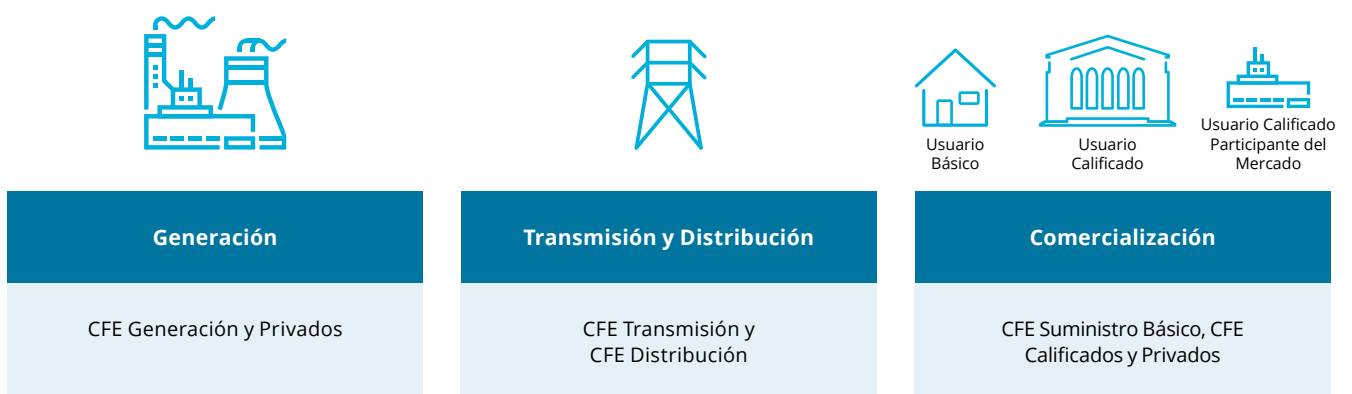 Usuario
Básico
Usuario
Calificado
Usuario Calificado
Participante del
Mercado
Generación
Transmisión y Distribución
Comercialización
CFE Generación y Privados
CFE Transmisión y
CFE Distribución
CFE Suministro Básico, CFE
Calificados y Privados